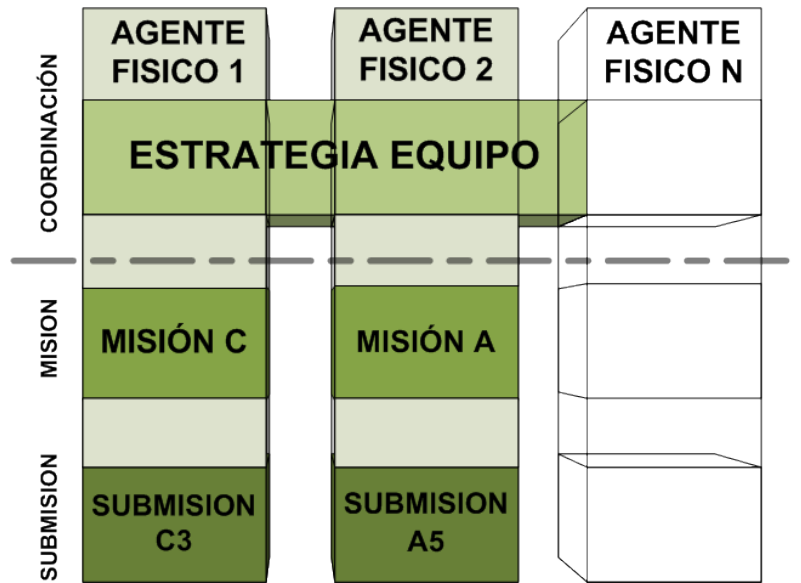 AGENTE
FISICO 1
AGENTE
FISICO 2
AGENTE
FISICO N
COORDINACIÓN
ESTRATEGIA EQUIPO
MISION
MISIÓN C
MISIÓN A
SUBMISION
SUBMISION
C3
SUBMISION
A5